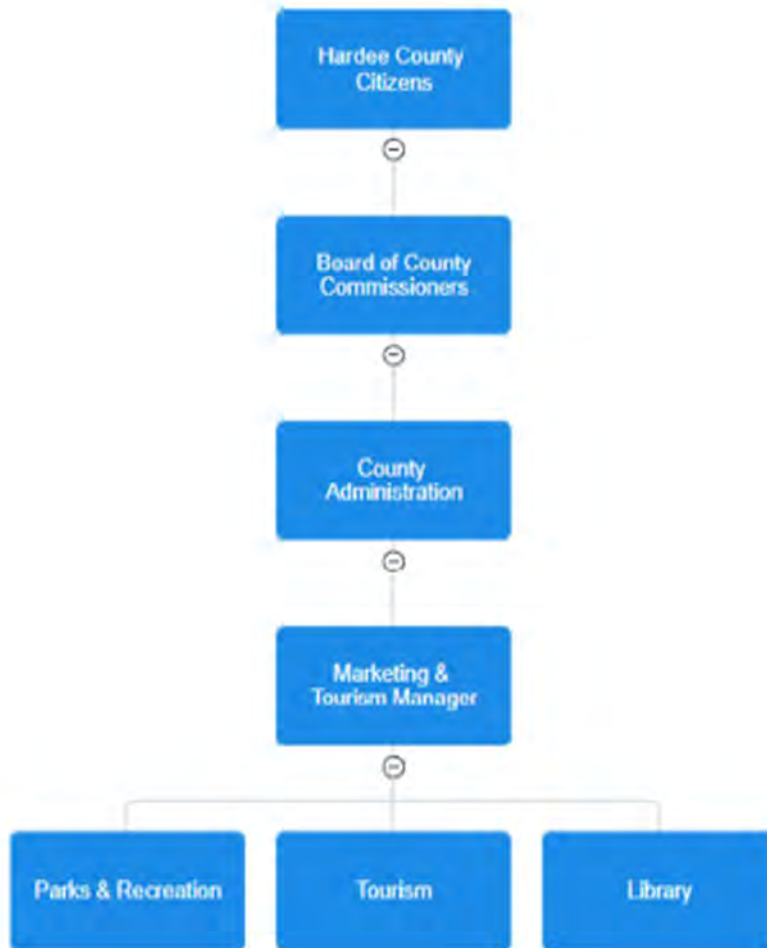 Hardee County
Citizens
Board of County
Commissioners
County
Administration
Marketing &
Tourism Manager
Parks & Recreation
Tourism
Library